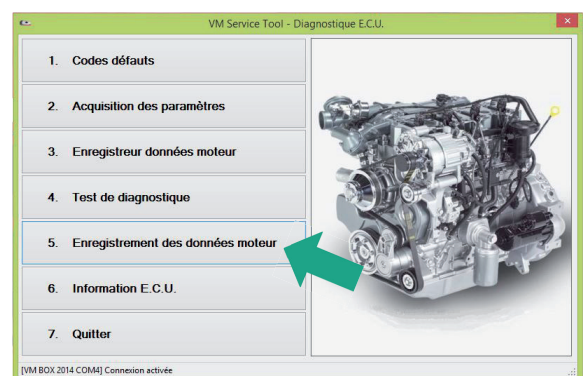 VM Service Tool - Diagnostique E.C.U.
1. Codes défauts
2. Acquisition des paramètres
3. Enregistreur données moteur
4. Test de diagnostique
5. Enregistrement des données moteur
6. Information E.C.U.
7. Quitter
[VM BOX 2014 COM4] Connexion activée